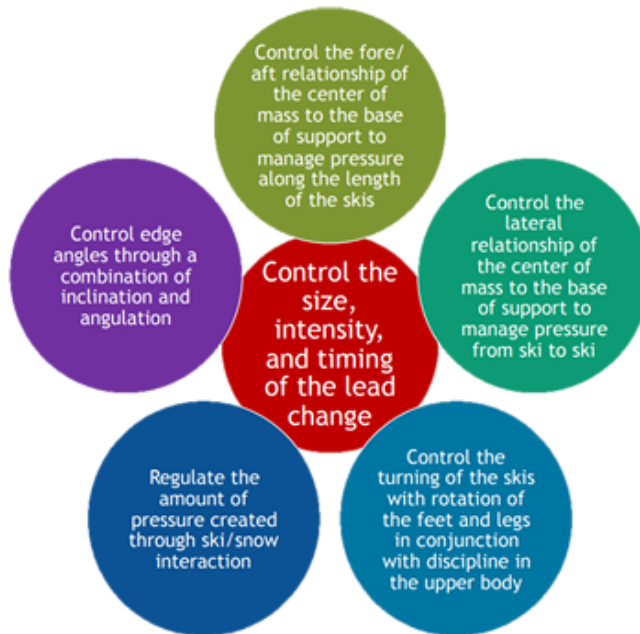 Control the fore/
aft relationship of
the center of
mass to the base
of support to
manage pressure
along the length
of the skis
Control the
lateral
relationship of
the center of
mass to the base
of support to
manage pressure
from ski to ski
Control the
turning of the skis
with rotation of
the feet and legs
in conjunction
with discipline in
the upper body
Regulate the
amount of
pressure created
through ski/snow
interaction
Control edge
angles through a
combination of
inclination and
angulation
Control the
size,
intensity,
and timing
of the lead
change